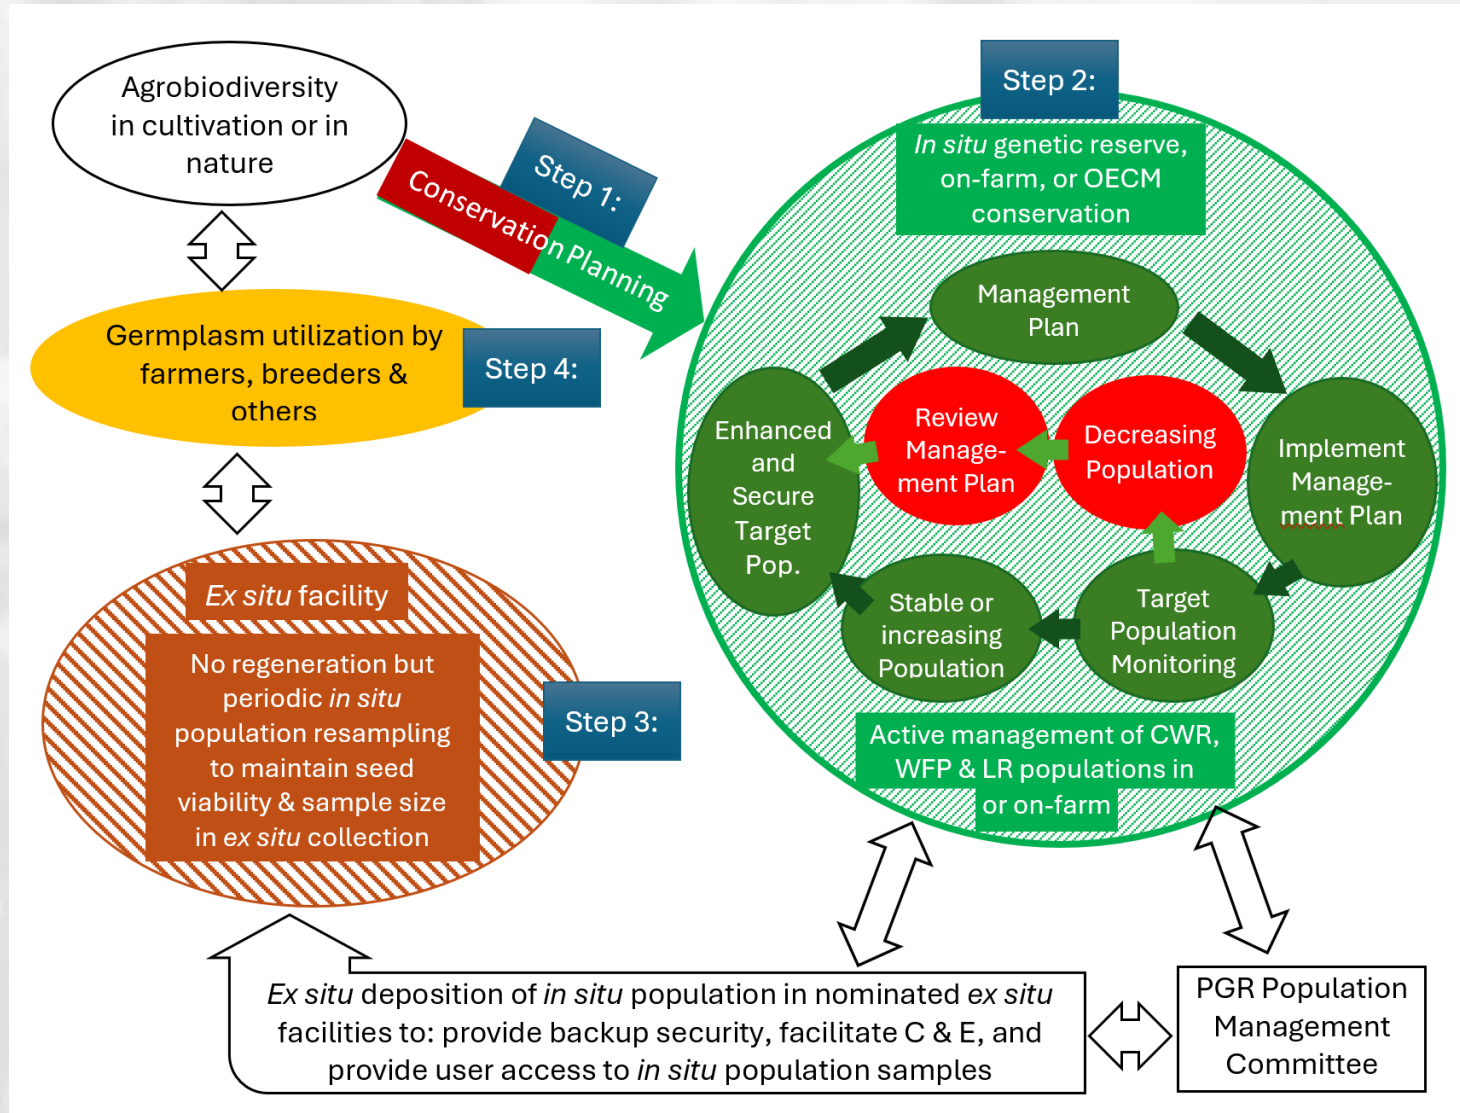 Agrobiodiversity
in cultivation or in
nature
Step 1:
Conservation Planning
Step 2:
In situ genetic reserve,
on-farm, or OECM
conservation
Management
Plan
Implement
Manage-
ment Plan
Target
Population
Monitoring
Decreasing
Population
Review
Manage-
ment Plan
Stable or
increasing
Population
Enhanced
and
Secure
Target
Pop.
Active management of CWR,
WFP & LR populations in
or on-farm
Germplasm utilization by
farmers, breeders &
others
Step 4:
Ex situ facility
No regeneration but
periodic in situ
population resampling
to maintain seed
viability & sample size
in ex situ collection
Step 3:
Ex situ deposition of in situ population in nominated ex situ
facilities to: provide backup security, facilitate C & E, and
provide user access to in situ population samples
PGR Population
Management
Committee